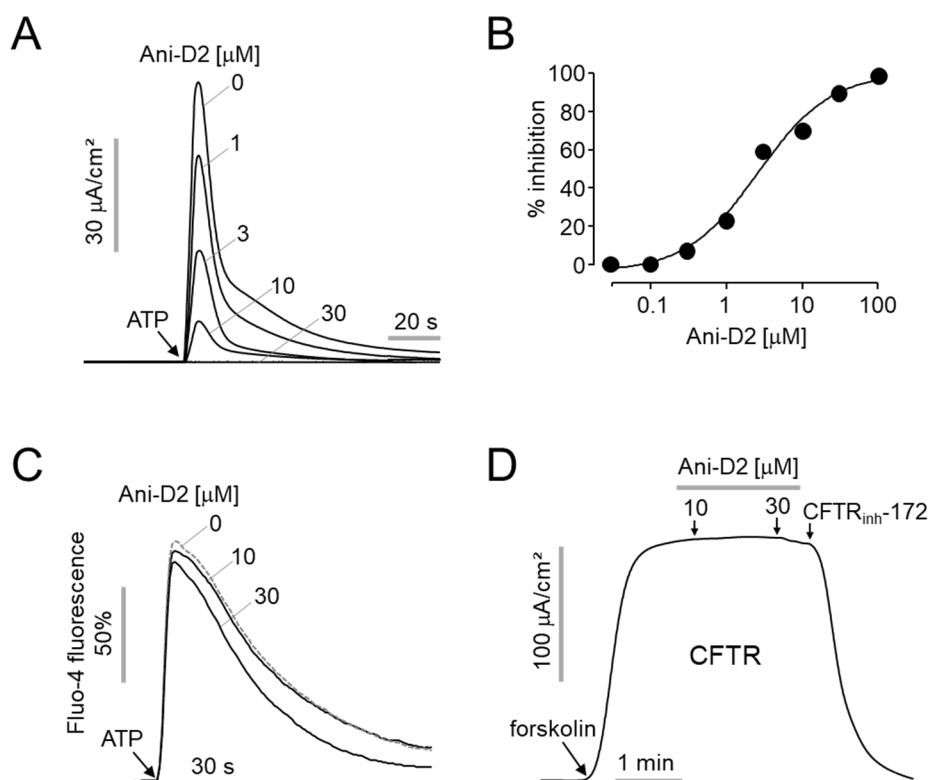 A
Ani-D2 [μM]
0
1
3
10
30
30 μA/cm²
ATP
20 s
B
% inhibition
100
80
60
40
20
0
0.1
1
10
100
Ani-D2 [μM]
C
Ani-D2 [μM]
0
10
30
Fluo-4 fluorescence
50%
ATP
30 s
D
Ani-D2 [μM]
10
30
CFTRinh-172
100 μA/cm²
CFTR
forskolin
1 min